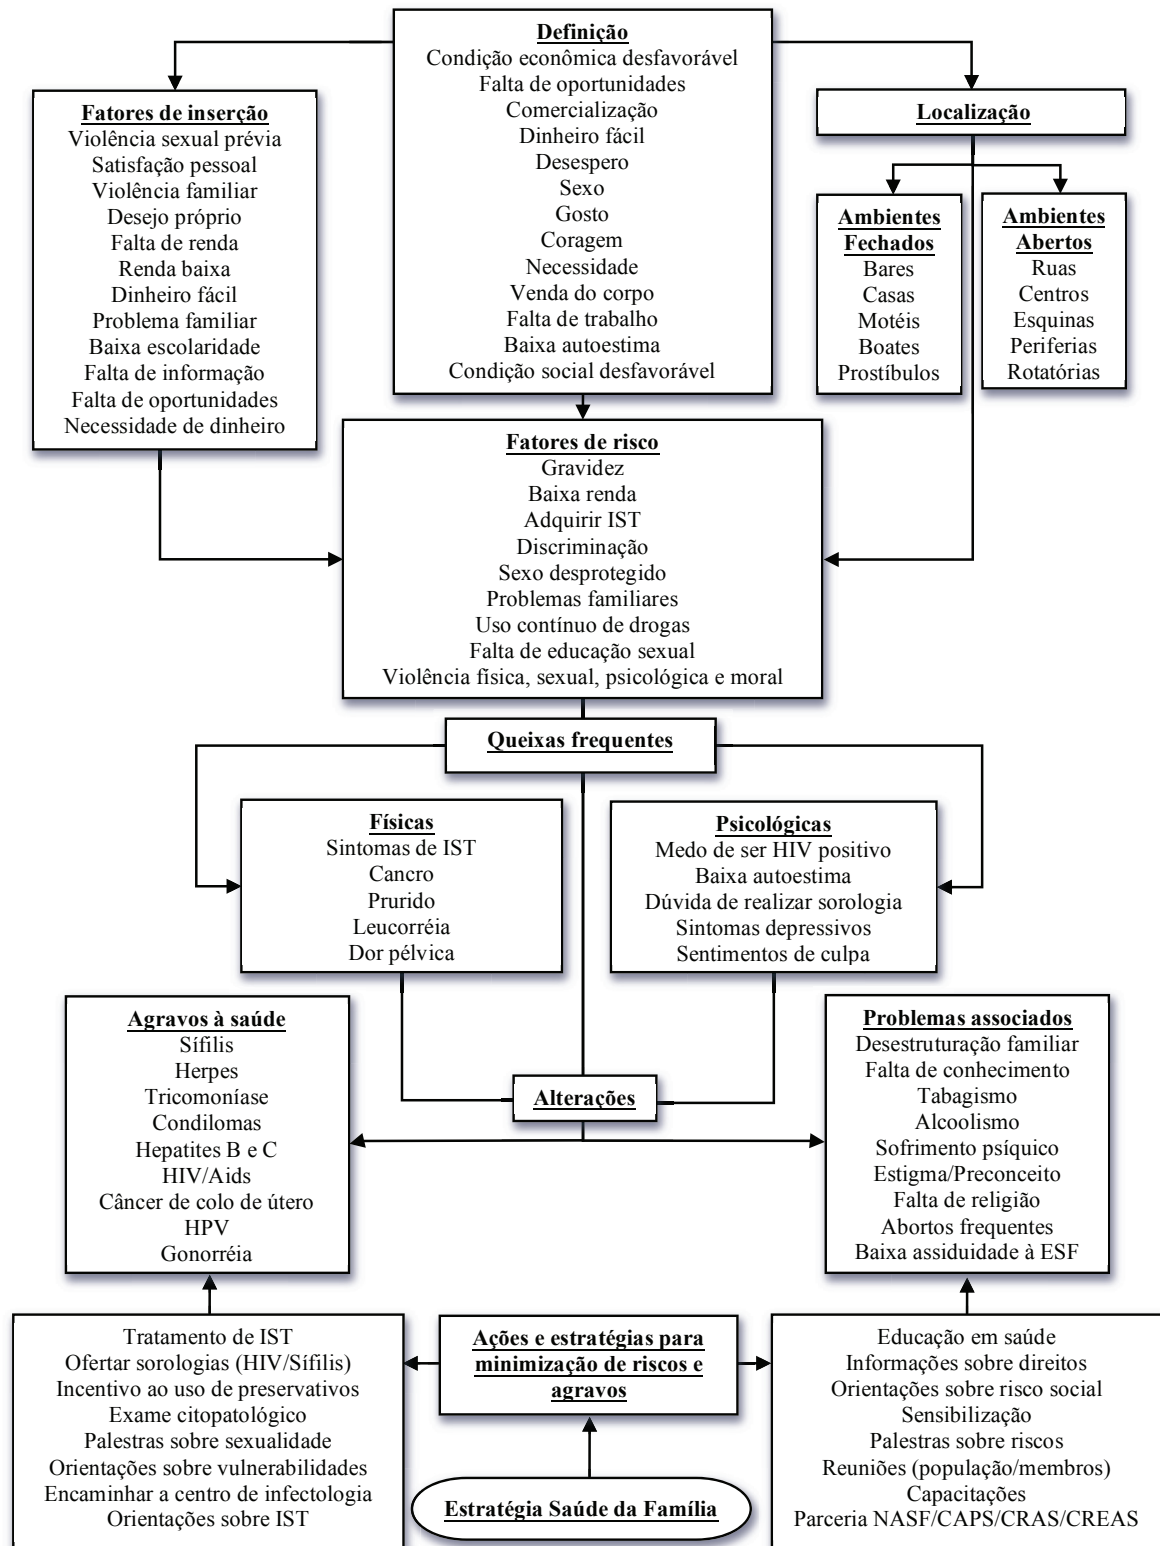 Definição
Condição econômica desfavorável
Falta de oportunidades
Comercialização
Dinheiro fácil
Desespero
Sexo
Gosto
Coragem
Necessidade
Venda do corpo
Falta de trabalho
Baixa autoestima
Condição social desfavorável
Fatores de inserção
Violência sexual prévia
Satisfação pessoal
Violência familiar
Desejo próprio
Falta de renda
Renda baixa
Dinheiro fácil
Problema familiar
Baixa escolaridade
Falta de informação
Falta de oportunidades
Necessidade de dinheiro
Localização
Ambientes
Fechados
Bares
Casas
Motéis
Boates
Prostíbulos
Ambientes
Abertos
Ruas
Centros
Esquinas
Periferias
Rotatórias
Fatores de risco
Gravidez
Baixa renda
Adquirir IST
Discriminação
Sexo desprotegido
Problemas familiares
Uso contínuo de drogas
Falta de educação sexual
Violência física, sexual, psicológica e moral
Queixas frequentes
Físicas
Sintomas de IST
Cancro
Prurido
Leucorréia
Dor pélvica
Psicológicas
Medo de ser HIV positivo
Baixa autoestima
Dúvida de realizar sorologia
Sintomas depressivos
Sentimentos de culpa
Alterações
Agravos à saúde
Sífilis
Herpes
Tricomoníase
Condilomas
Hepatites B e C
HIV/Aids
Câncer de colo de útero
HPV
Gonorréia
Problemas associados
Desestruturação familiar
Falta de conhecimento
Tabagismo
Alcoolismo
Sofrimento psíquico
Estigma/Preconceito
Falta de religião
Abortos frequentes
Baixa assiduidade à ESF
Tratamento de IST
Ofertar sorologias (HIV/Sífilis)
Incentivo ao uso de preservativos
Exame citopatológico
Palestras sobre sexualidade
Orientações sobre vulnerabilidades
Encaminhar a centro de infectologia
Orientações sobre IST
Ações e estratégias para
minimização de riscos e
agravos
Estratégia Saúde da Família
Educação em saúde
Informações sobre direitos
Orientações sobre risco social
Sensibilização
Palestras sobre riscos
Reuniões (população/membros)
Capacitações
Parceria NASF/CAPS/CRAS/CREAS